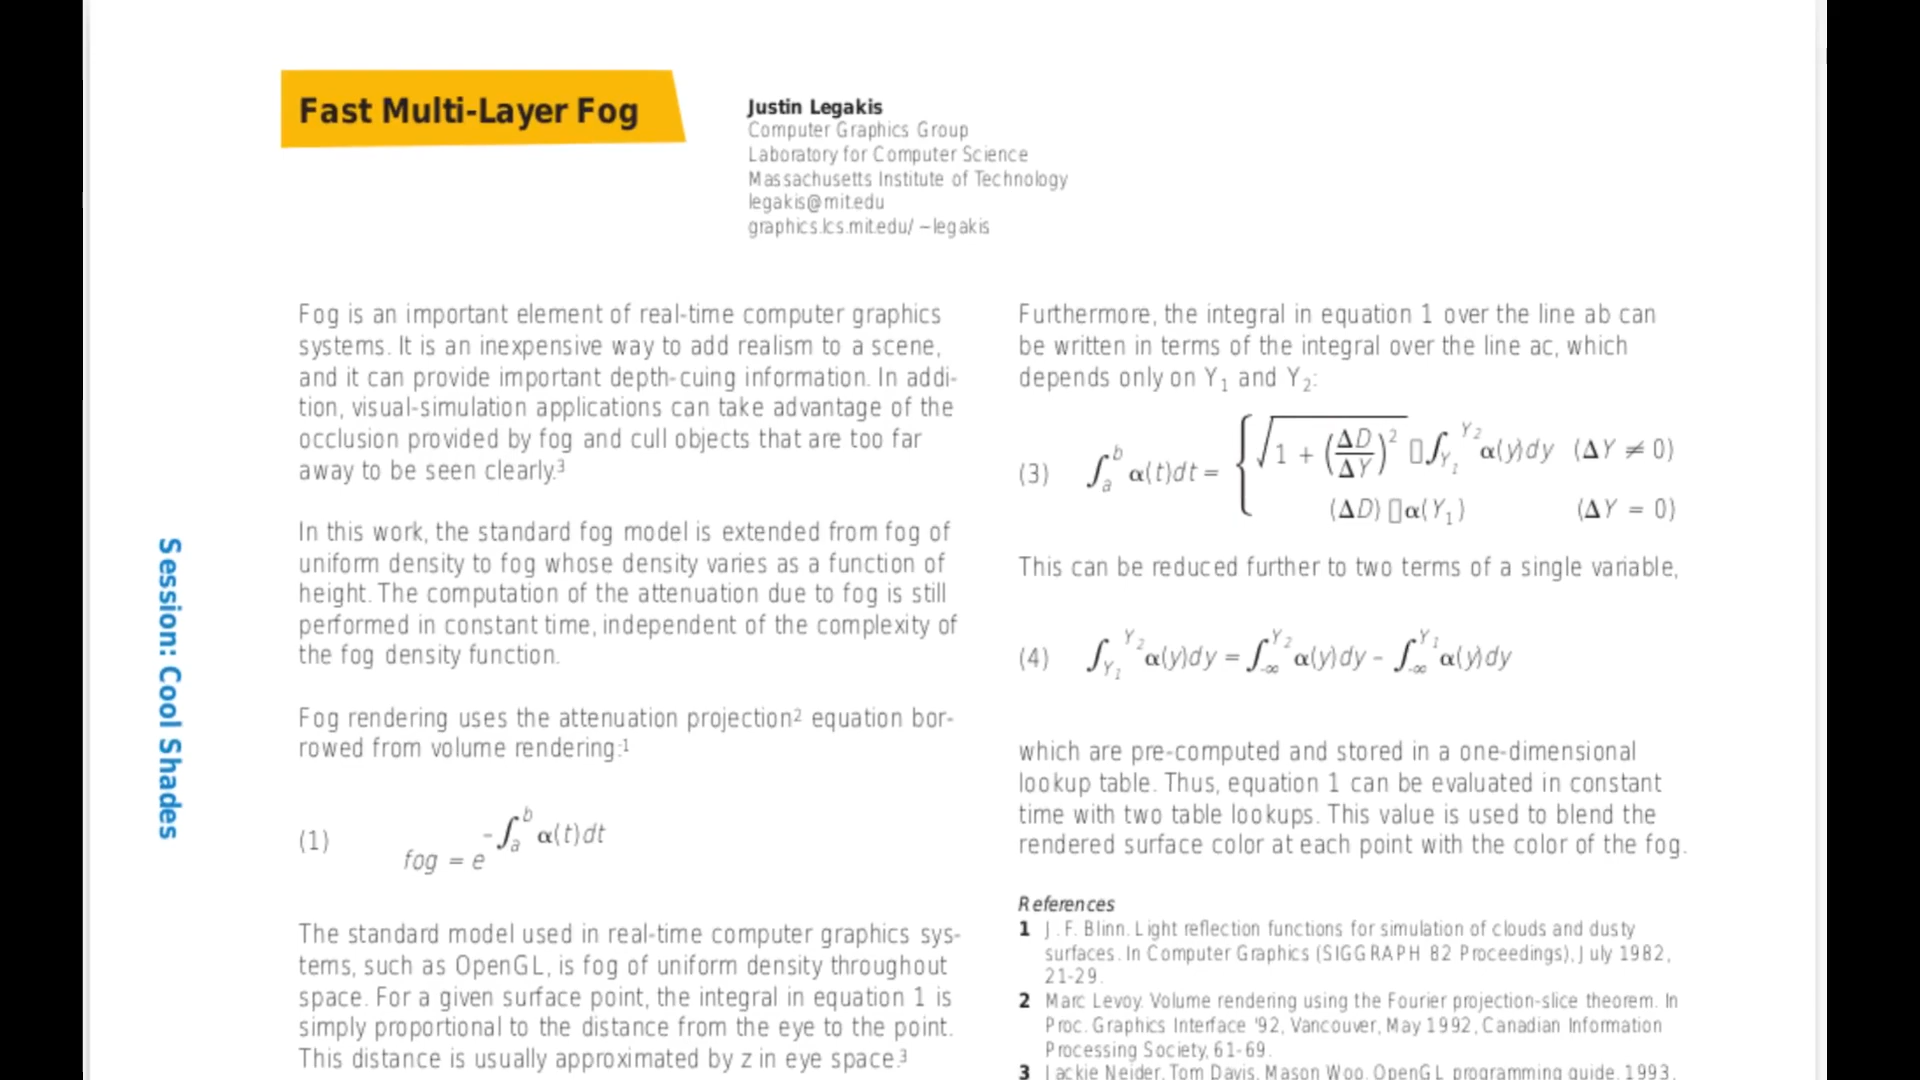 Fast Multi-Layer Fog
Justin Legakis
Computer Graphics Group
Laboratory for Computer Science
Massachusetts Institute of Technology
legakis@mit.edu
graphics.lcs.mit.edu/~legakis
Session: Cool Shades
Fog is an important element of real-time computer graphics
systems. It is an inexpensive way to add realism to a scene,
and it can provide important depth-cuing information. In addi-
tion, visual-simulation applications can take advantage of the
occlusion provided by fog and cull objects that are too far
away to be seen clearly.³
In this work, the standard fog model is extended from fog of
uniform density to fog whose density varies as a function of
height. The computation of the attenuation due to fog is still
performed in constant time, independent of the complexity of
the fog density function.
Fog rendering uses the attenuation projection² equation bor-
rowed from volume rendering:¹
(1) fog = e^{-∫_a^b α(t)dt}
The standard model used in real-time computer graphics sys-
tems, such as OpenGL, is fog of uniform density throughout
space. For a given surface point, the integral in equation 1 is
simply proportional to the distance from the eye to the point.
This distance is usually approximated by z in eye space.³
Furthermore, the integral in equation 1 over the line ab can
be written in terms of the integral over the line ac, which
depends only on Y₁ and Y₂:
(3) ∫_a^b α(t)dt = { √(1 + (ΔD/ΔY)²) ▯∫_{Y₁}^{Y₂} α(y)dy (ΔY ≠ 0)
(ΔD) ▯α(Y₁) (ΔY = 0)
This can be reduced further to two terms of a single variable,
(4) ∫_{Y₁}^{Y₂} α(y)dy = ∫_{-∞}^{Y₂} α(y)dy - ∫_{-∞}^{Y₁} α(y)dy
which are pre-computed and stored in a one-dimensional
lookup table. Thus, equation 1 can be evaluated in constant
time with two table lookups. This value is used to blend the
rendered surface color at each point with the color of the fog.
References
1 J. F. Blinn. Light reflection functions for simulation of clouds and dusty
surfaces. In Computer Graphics (SIGGRAPH 82 Proceedings), July 1982,
21-29.
2 Marc Levoy. Volume rendering using the Fourier projection-slice theorem. In
Proc. Graphics Interface '92, Vancouver, May 1992, Canadian Information
Processing Society, 61-69.
3 Jackie Neider, Tom Davis, Mason Woo. OpenGL programming guide, 1993,